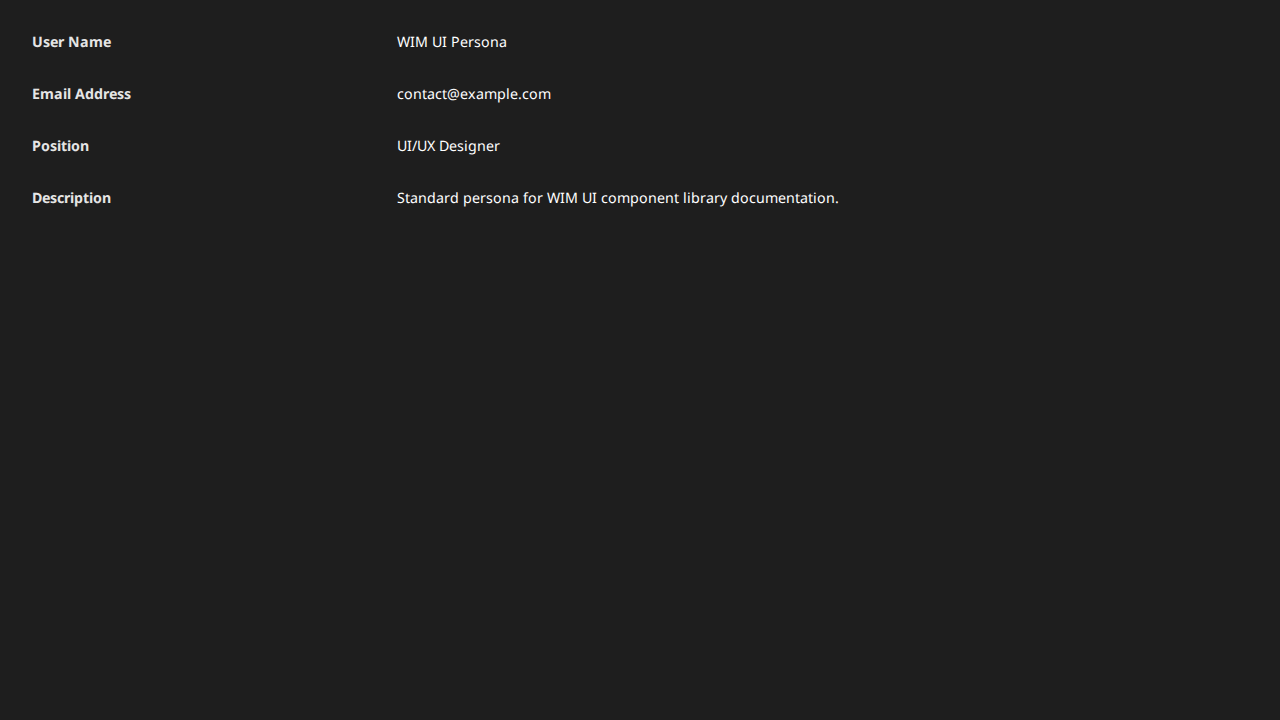 User Name WIM UI Persona
Email Address contact@example.com
Position UI/UX Designer
Description Standard persona for WIM UI component library documentation.